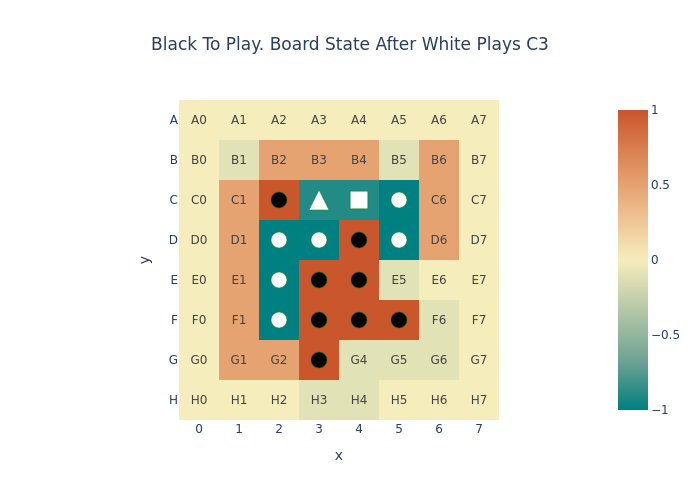 Black To Play. Board State After White Plays C3
A A0 A1 A2 A3 A4 A5 A6 A7
B B0 B1 B2 B3 B4 B5 B6 B7
C C0 C1 C6 C7
D D0 D1 D6 D7
E E0 E1 E5 E6 E7
F F0 F1 F6 F7
G G0 G1 G2 G4 G5 G6 G7
H H0 H1 H2 H3 H4 H5 H6 H7
0 1 2 3 4 5 6 7
x
y
1
0.5
0
−0.5
−1